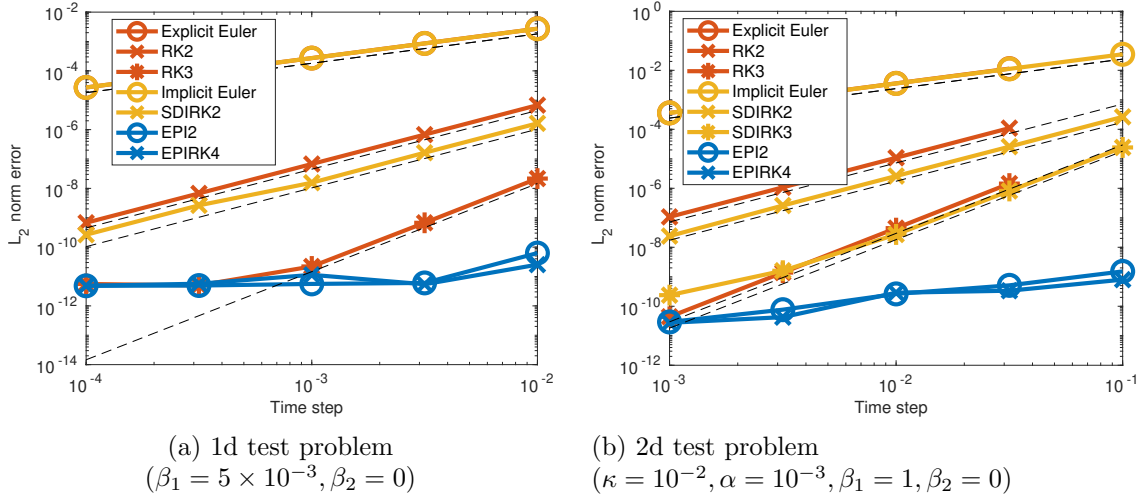 10^-2
10^-4
10^-6
10^-8
10^-10
10^-12
10^-14
L_2 norm error
Explicit Euler
RK2
RK3
Implicit Euler
SDIRK2
EPI2
EPIRK4
10^-4
10^-3
10^-2
Time step
(a) 1d test problem
(β_1 = 5 × 10^-3, β_2 = 0)
10^0
10^-2
10^-4
10^-6
10^-8
10^-10
10^-12
L_2 norm error
Explicit Euler
RK2
RK3
Implicit Euler
SDIRK2
SDIRK3
EPI2
EPIRK4
10^-3
10^-2
10^-1
Time step
(b) 2d test problem
(κ = 10^-2, α = 10^-3, β_1 = 1, β_2 = 0)